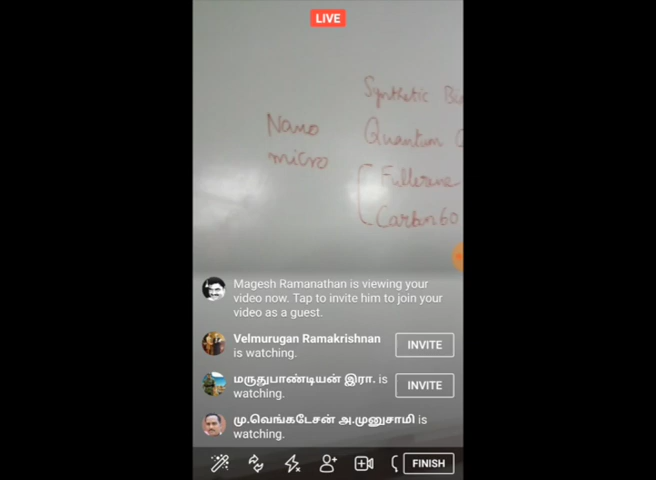 LIVE
Synthetic
Nano
Quantum
micro
Fullerene
Carbon60
Magesh Ramanathan is viewing your
video now. Tap to invite him to join your
video as a guest.
Velmurugan Ramakrishnan
is watching.
INVITE
மருதுபாண்டியன் இரா. is
watching.
INVITE
மு.வெங்கடேசன் அ.முனுசாமி is
watching.
FINISH